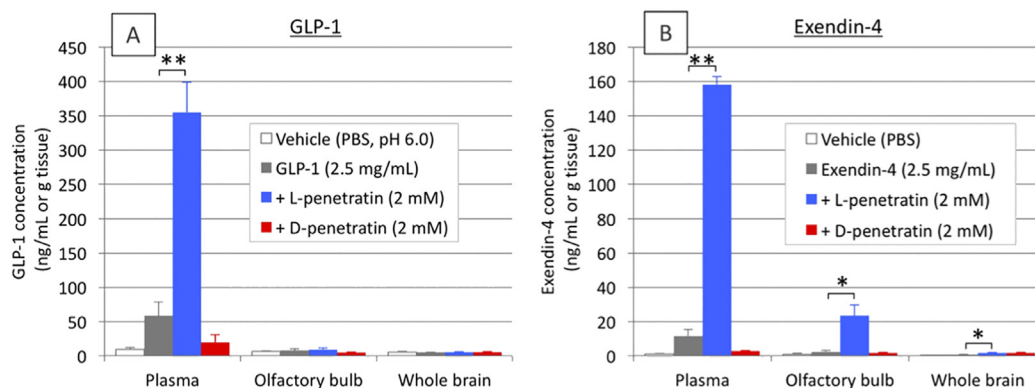 A
GLP-1
GLP-1 concentration
(ng/mL or g tissue)
450
400
350
300
250
200
150
100
50
0
**
Vehicle (PBS, pH 6.0)
GLP-1 (2.5 mg/mL)
+ L-penetratin (2 mM)
+ D-penetratin (2 mM)
Plasma Olfactory bulb Whole brain
B
Exendin-4
Exendin-4 concentration
(ng/mL or g tissue)
180
160
140
120
100
80
60
40
20
0
**
Vehicle (PBS)
Exendin-4 (2.5 mg/mL)
+ L-penetratin (2 mM)
+ D-penetratin (2 mM)
*
*
Plasma Olfactory bulb Whole brain